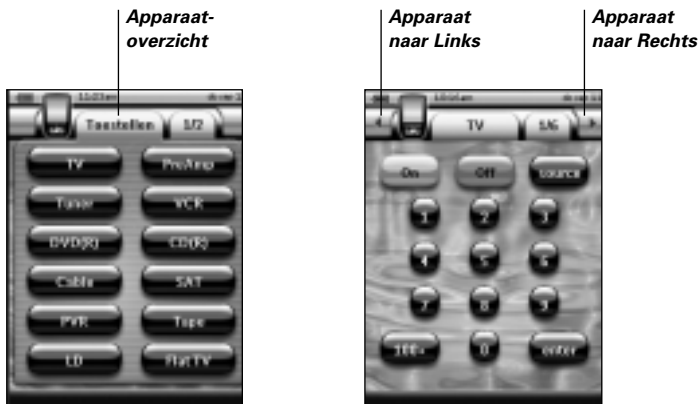 Apparaat-
overzicht
Apparaat
naar Links
Apparaat
naar Rechts
Toestellen 1/2
TV PreAmp
Tuner VCR
DVD(R) CD(R)
Cable SAT
PVR Tape
LD Flat TV
TV 1/6
On Off source
1 2 3
4 5 6
7 8 9
100+ 0 enter